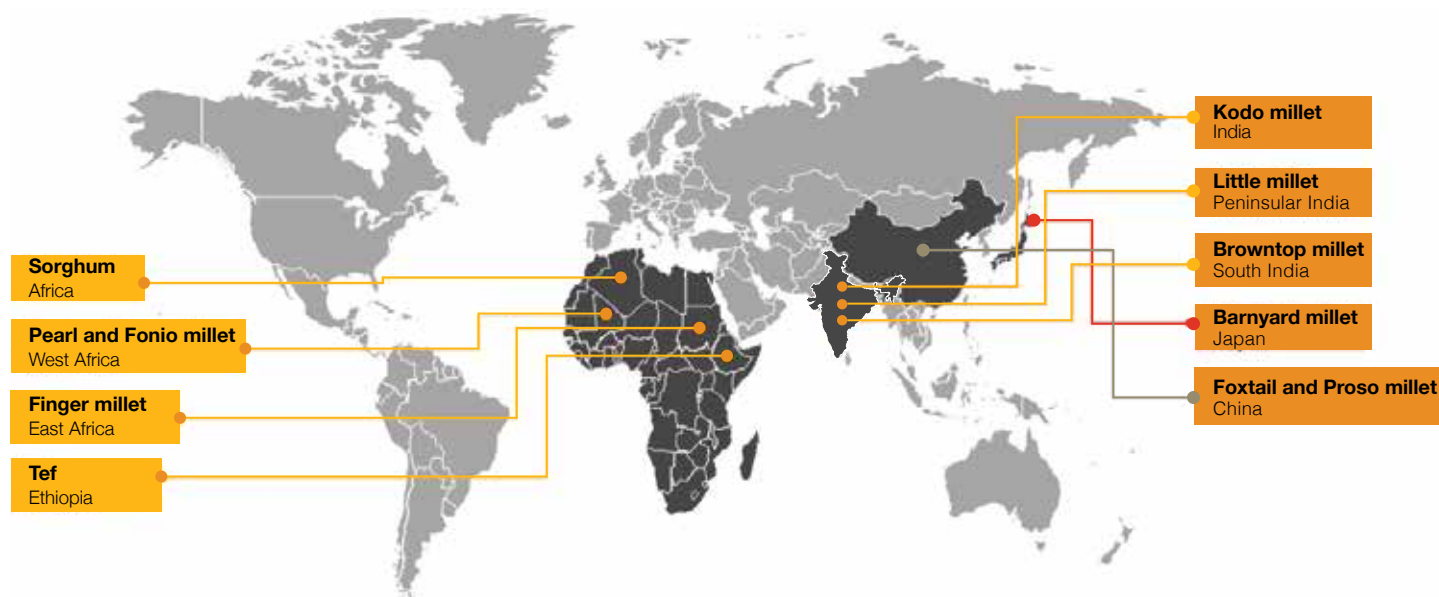 Sorghum
Africa
Pearl and Fonio millet
West Africa
Finger millet
East Africa
Tef
Ethiopia
Kodo millet
India
Little millet
Peninsular India
Browntop millet
South India
Barnyard millet
Japan
Foxtail and Proso millet
China